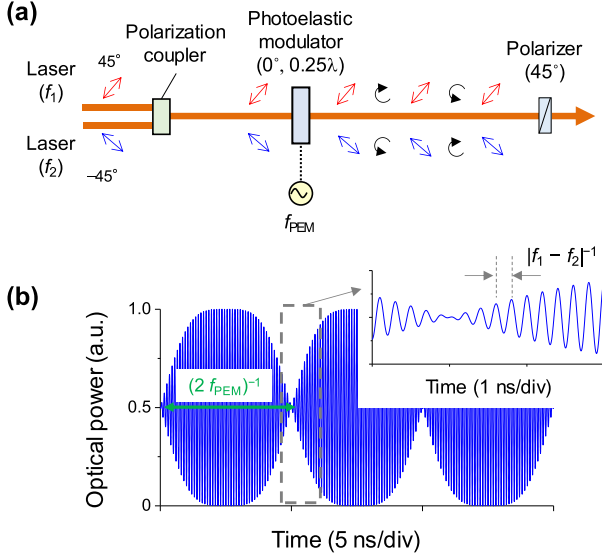 (a)
Polarization
coupler
Photoelastic
modulator
(0°, 0.25λ)
Polarizer
(45°)
Laser
(f1)
45°
Laser
(f2)
−45°
fPEM
(b)
|f1 − f2|−1
Time (1 ns/div)
Optical power (a.u.)
1.0
0.5
0
(2 fPEM)−1
Time (5 ns/div)